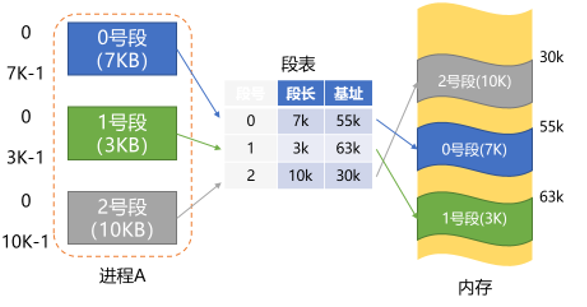 0
7K-1
0
3K-1
0
10K-1
0号段
(7KB)
1号段
(3KB)
2号段
(10KB)
进程A
段表
段号 段长 基址
0 7k 55k
1 3k 63k
2 10k 30k
2号段(10K)
0号段(7K)
1号段(3K)
30k
55k
63k
内存